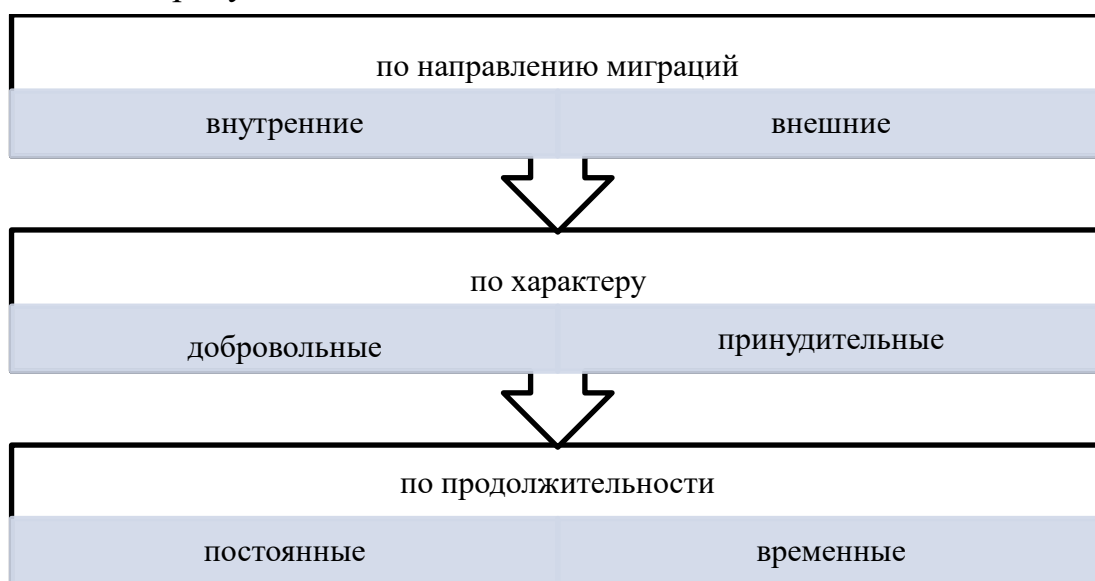 по направлению миграций
внутренние внешние
по характеру
добровольные принудительные
по продолжительности
постоянные временные